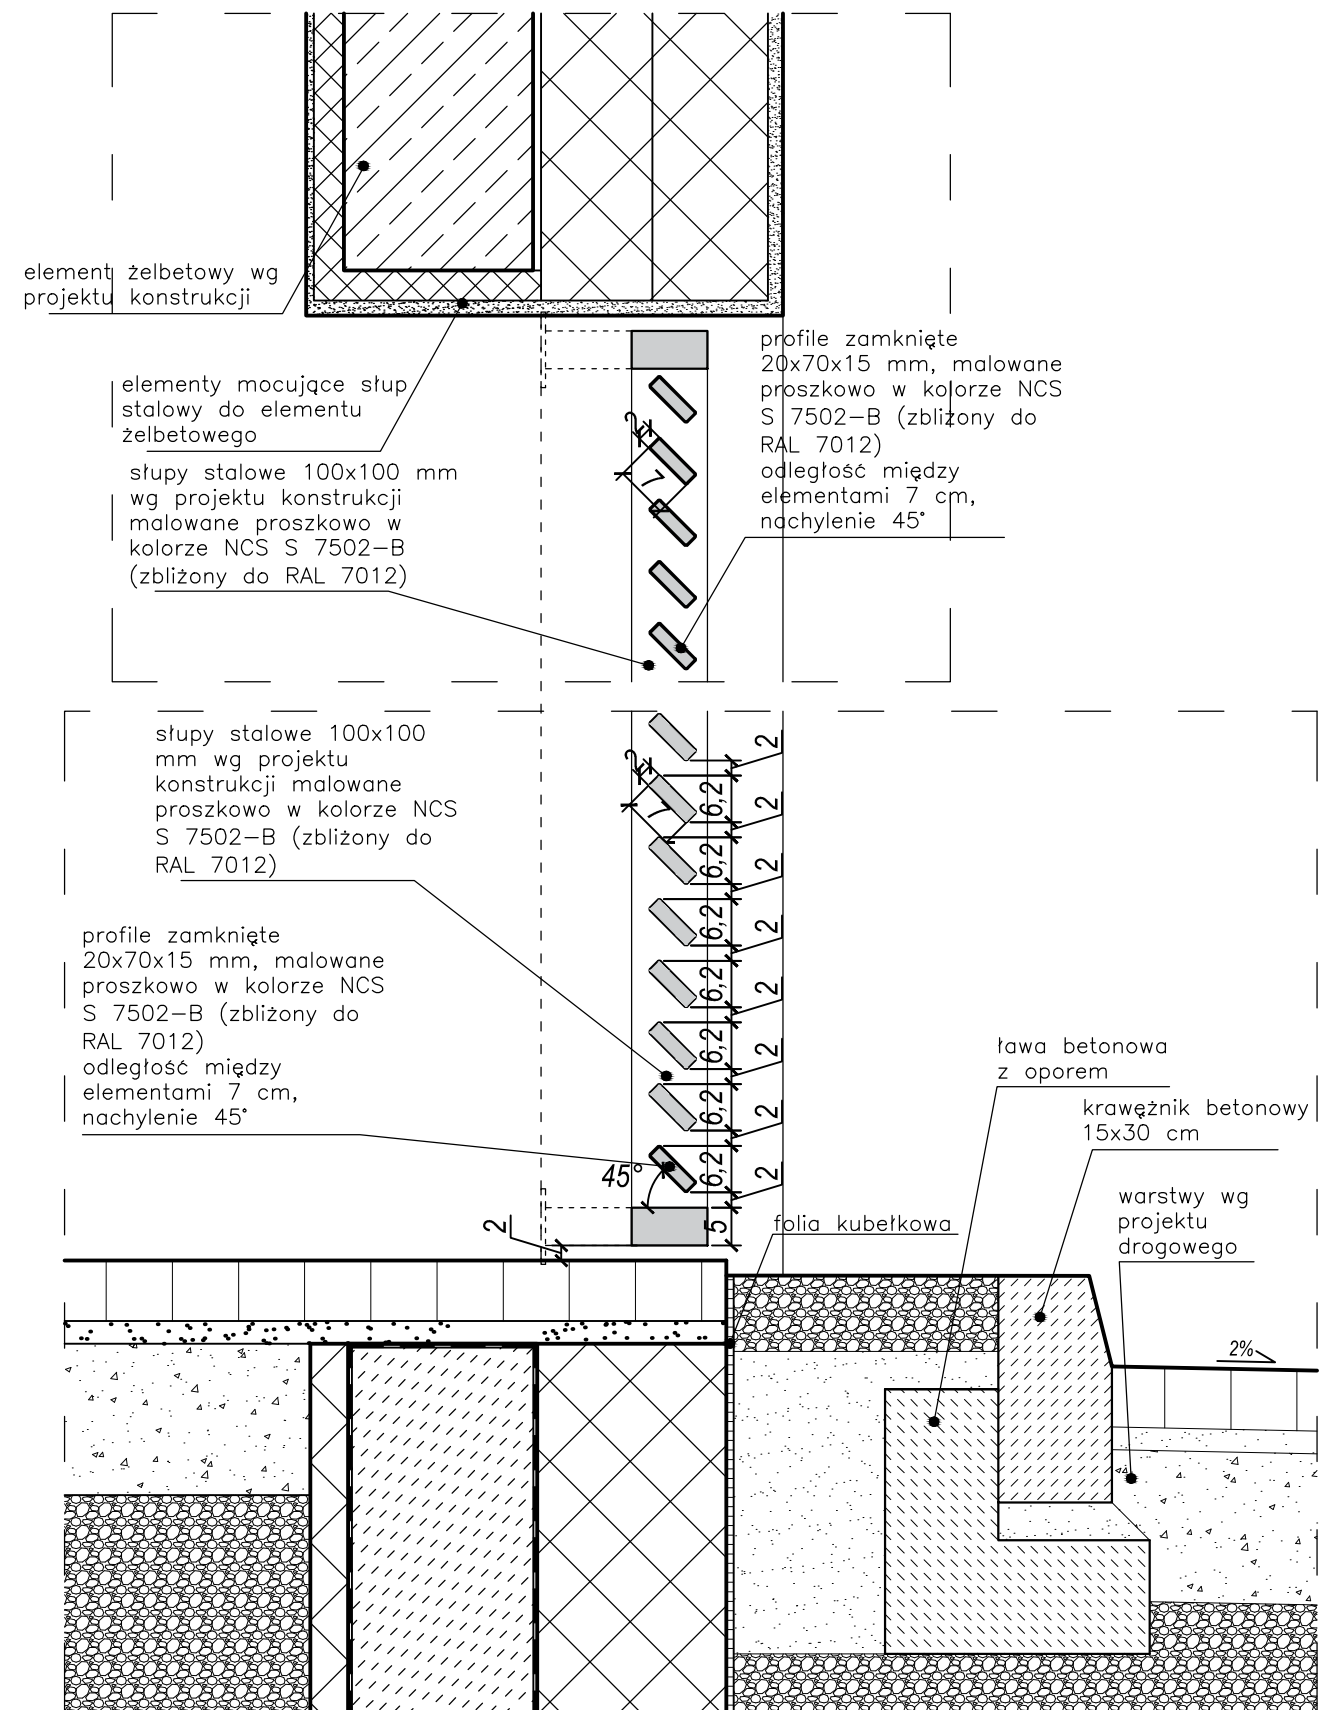 element żelbetowy wg
projektu konstrukcji
elementy mocujące słup
stalowy do elementu
żelbetowego
słupy stalowe 100x100 mm
wg projektu konstrukcji
malowane proszkowo w
kolorze NCS S 7502-B
(zbliżony do RAL 7012)
profile zamknięte
20x70x15 mm, malowane
proszkowo w kolorze NCS
S 7502-B (zbliżony do
RAL 7012)
odległość między
elementami 7 cm,
nachylenie 45°
2
7
słupy stalowe 100x100
mm wg projektu
konstrukcji malowane
proszkowo w kolorze NCS
S 7502-B (zbliżony do
RAL 7012)
profile zamknięte
20x70x15 mm, malowane
proszkowo w kolorze NCS
S 7502-B (zbliżony do
RAL 7012)
odległość między
elementami 7 cm,
nachylenie 45°
2
7
2
6,2
2
6,2
2
6,2
2
6,2
2
6,2
2
6,2
2
6,2
2
45°
5
2
folia kubełkowa
ława betonowa
z oporem
krawężnik betonowy
15x30 cm
warstwy wg
projektu
drogowego
2%